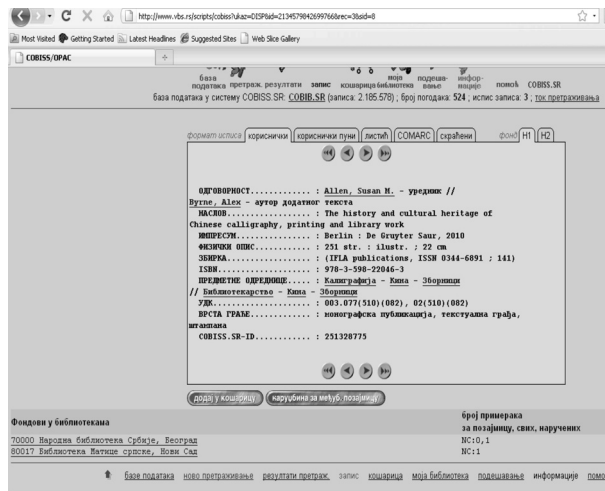 http://www.vbs.rs/scripts/cobiss?ukaz=DISP&id=2134579842699766&rec=3&sid=8
Most Visited Getting Started Latest Headlines Suggested Sites Web Slice Gallery
COBISS/OPAC
база података претраж. резултати запис кошарица моја библиотека подешавање информације помоћ COBISS.SR
база података у систему COBISS.SR: COBIB.SR (записа: 2.185.578) ; број погодака: 524 ; испис записа: 3 ; ток претраживања
формат исписа кориснички кориснички пуни листић COMARC скраћени фонд H1 H2
ОДГОВОРНОСТ............ : Allen, Susan M. - уредник //
Byrne, Alex - аутор додатног текста
НАСЛОВ................. : The history and cultural heritage of
Chinese calligraphy, printing and library work
ИМПРЕСУМ............... : Berlin : De Gruyter Saur, 2010
ФИЗИЧКИ ОПИС........... : 251 str. : ilustr. ; 22 cm
ЗБИРКА................. : (IFLA publications, ISSN 0344-6891 ; 141)
ISBN................... : 978-3-598-22046-3
ПРЕДМЕТНЕ ОДРЕДНИЦЕ..... : Калиграфија - Кина - Зборници
// Библиотекарство - Кина - Зборници
УДК.................... : 003.077(510)(082), 02(510)(082)
ВРСТА ГРАЂЕ............ : монографска публикација, текстуална грађа,
штампана
COBISS.SR-ID........... : 251328775
додај у кошарицу наруџбина за међуб. позајмицу
Фондови у библиотекама број примерака
за позајмицу, свих, наручених
70000 Народна библиотека Србије, Београд NC:0,1
80017 Библиотека Матице српске, Нови Сад NC:1
базе података ново претраживање резултати претраж. запис кошарица моја библиотека подешавање информације помо